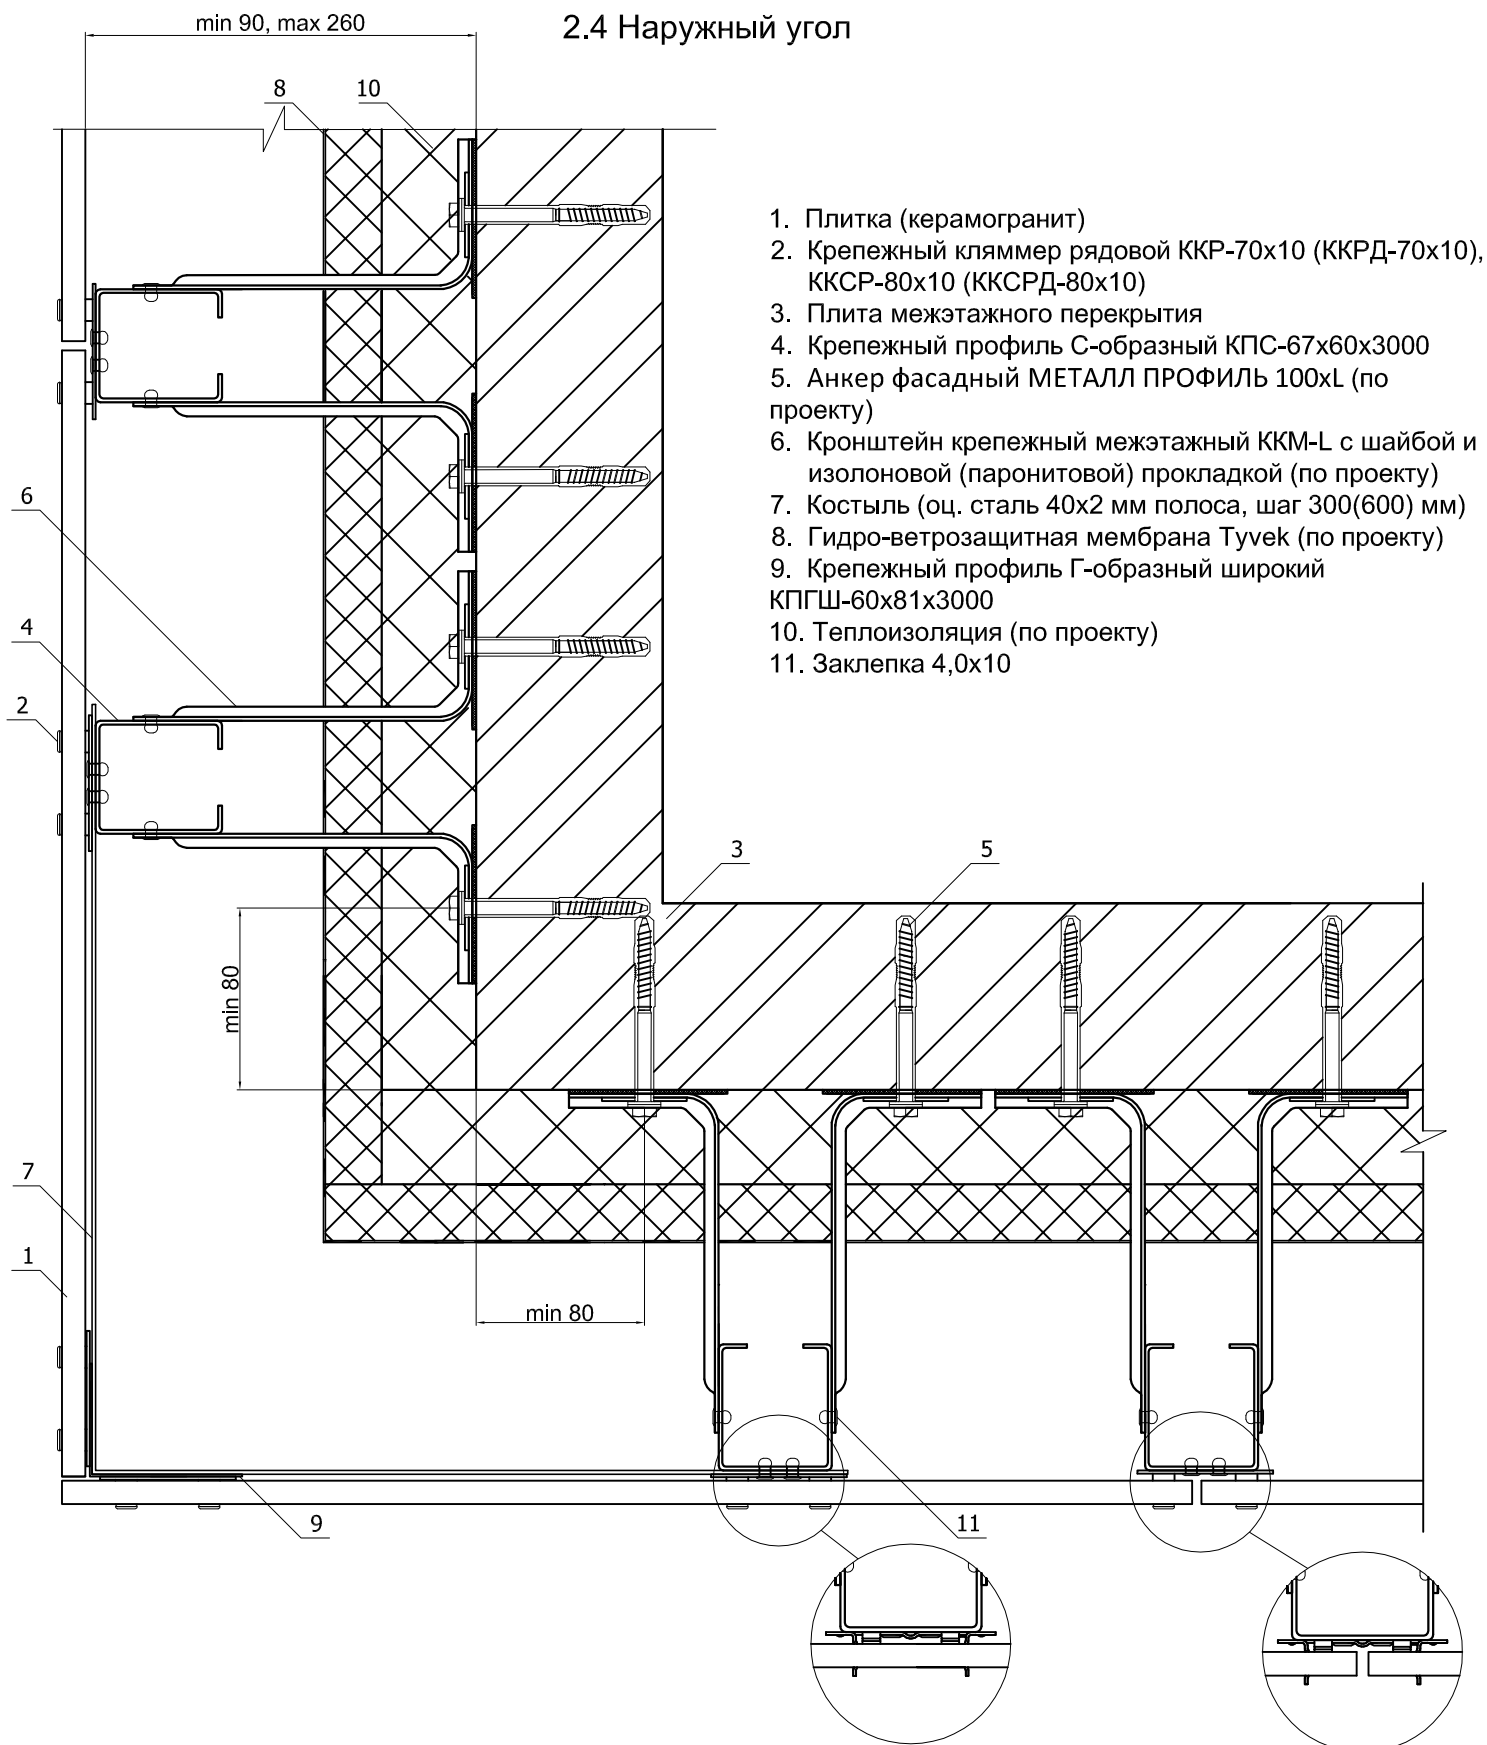 min 90, max 260
2.4 Наружный угол
8
10
1. Плитка (керамогранит)
2. Крепежный кляммер рядовой ККР-70х10 (ККРД-70х10),
ККСР-80х10 (ККСРД-80х10)
3. Плита межэтажного перекрытия
4. Крепежный профиль С-образный КПС-67х60х3000
5. Анкер фасадный МЕТАЛЛ ПРОФИЛЬ 100xL (по
проекту)
6. Кронштейн крепежный межэтажный ККМ-L с шайбой и
изолоновой (паронитовой) прокладкой (по проекту)
7. Костыль (оц. сталь 40х2 мм полоса, шаг 300(600) мм)
8. Гидро-ветрозащитная мембрана Tyvek (по проекту)
9. Крепежный профиль Г-образный широкий
КПГШ-60х81х3000
10. Теплоизоляция (по проекту)
11. Заклепка 4,0х10
6
4
2
3
5
min 80
7
1
min 80
9
11